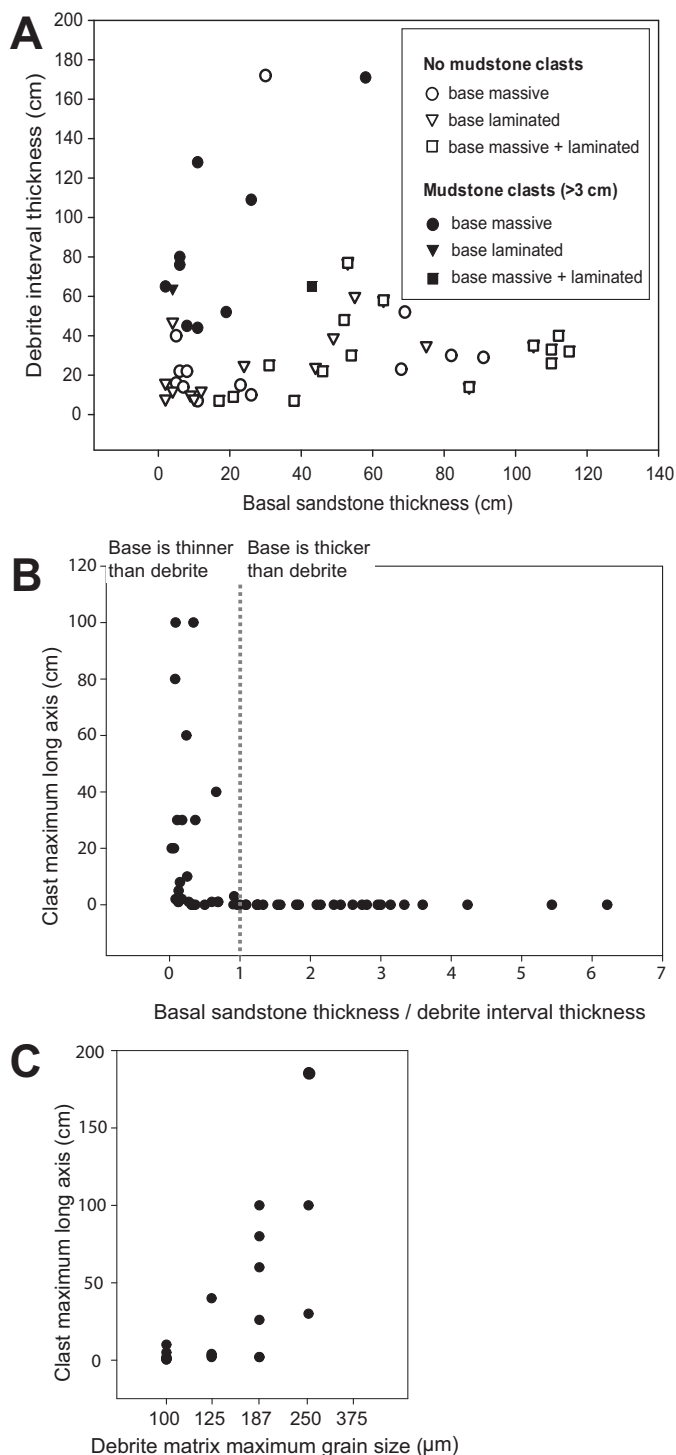 A
Debrite interval thickness (cm)
200
180
160
140
120
100
80
60
40
20
0
No mudstone clasts
base massive
base laminated
base massive + laminated
Mudstone clasts (>3 cm)
base massive
base laminated
base massive + laminated
0 20 40 60 80 100 120 140
Basal sandstone thickness (cm)
B
Base is thinner
than debrite
Base is thicker
than debrite
Clast maximum long axis (cm)
120
100
80
60
40
20
0
0 1 2 3 4 5 6 7
Basal sandstone thickness / debrite interval thickness
C
Clast maximum long axis (cm)
200
150
100
50
0
100 125 187 250 375
Debrite matrix maximum grain size (μm)